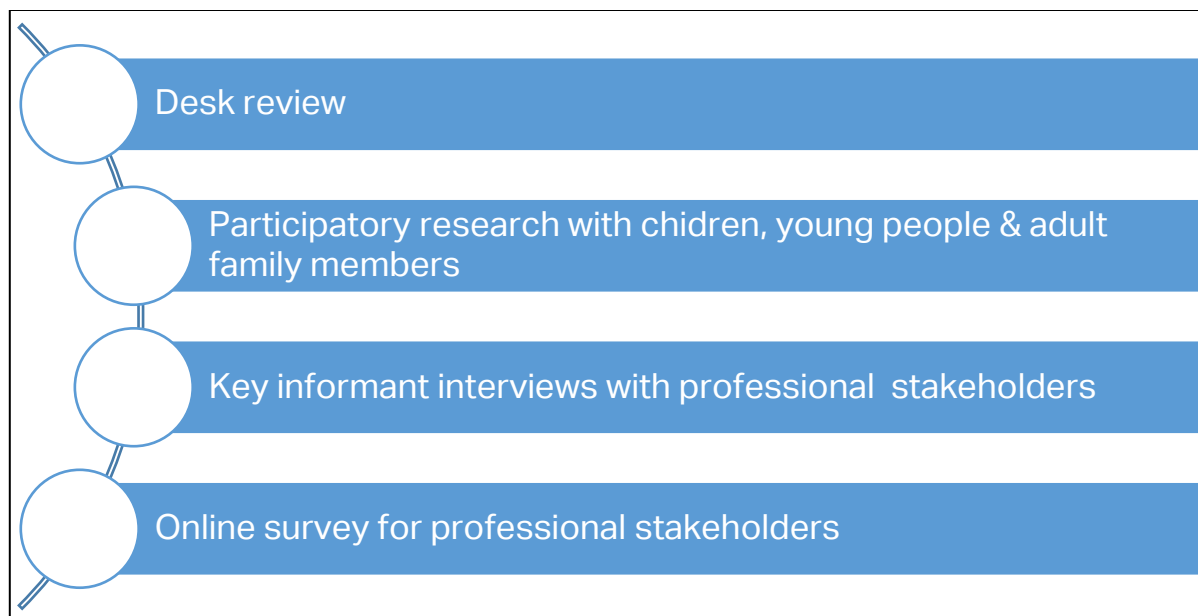 Desk review
Participatory research with chidren, young people & adult
family members
Key informant interviews with professional  stakeholders
Online survey for professional stakeholders